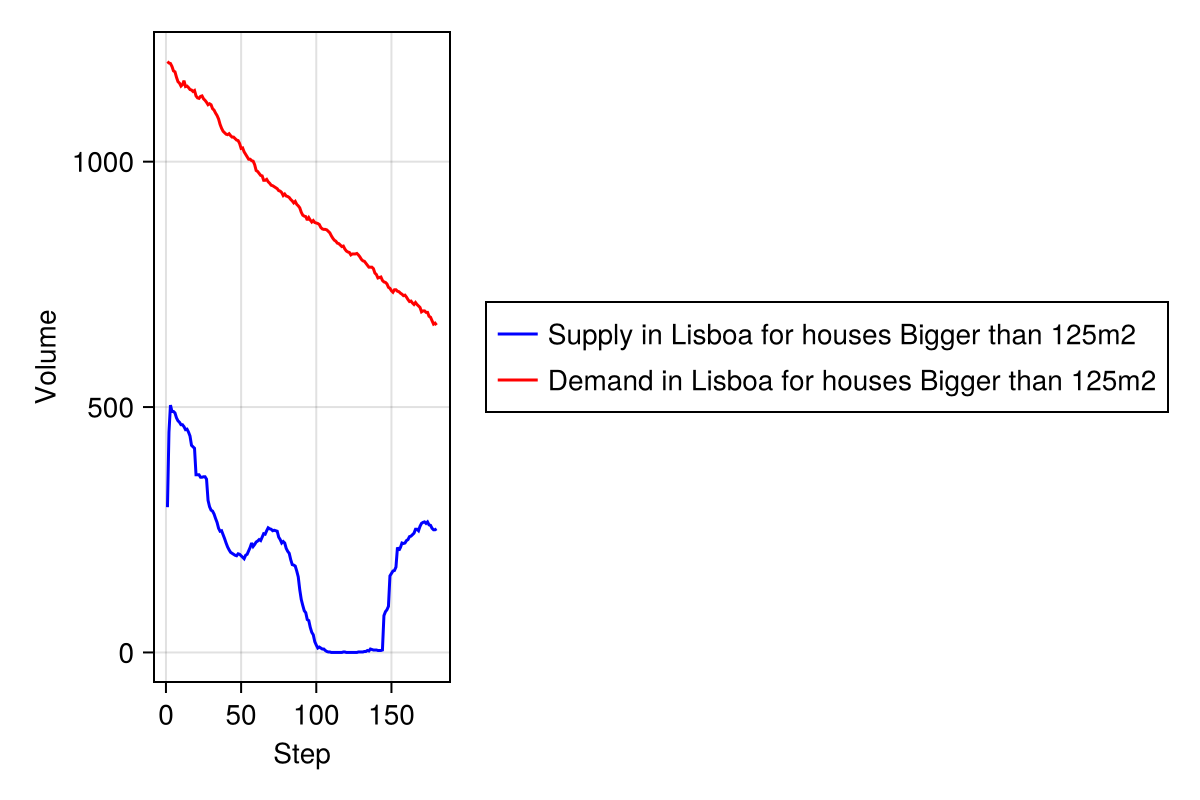 1000
500
0
Volume
0 50 100 150
Step
Supply in Lisboa for houses Bigger than 125m2
Demand in Lisboa for houses Bigger than 125m2